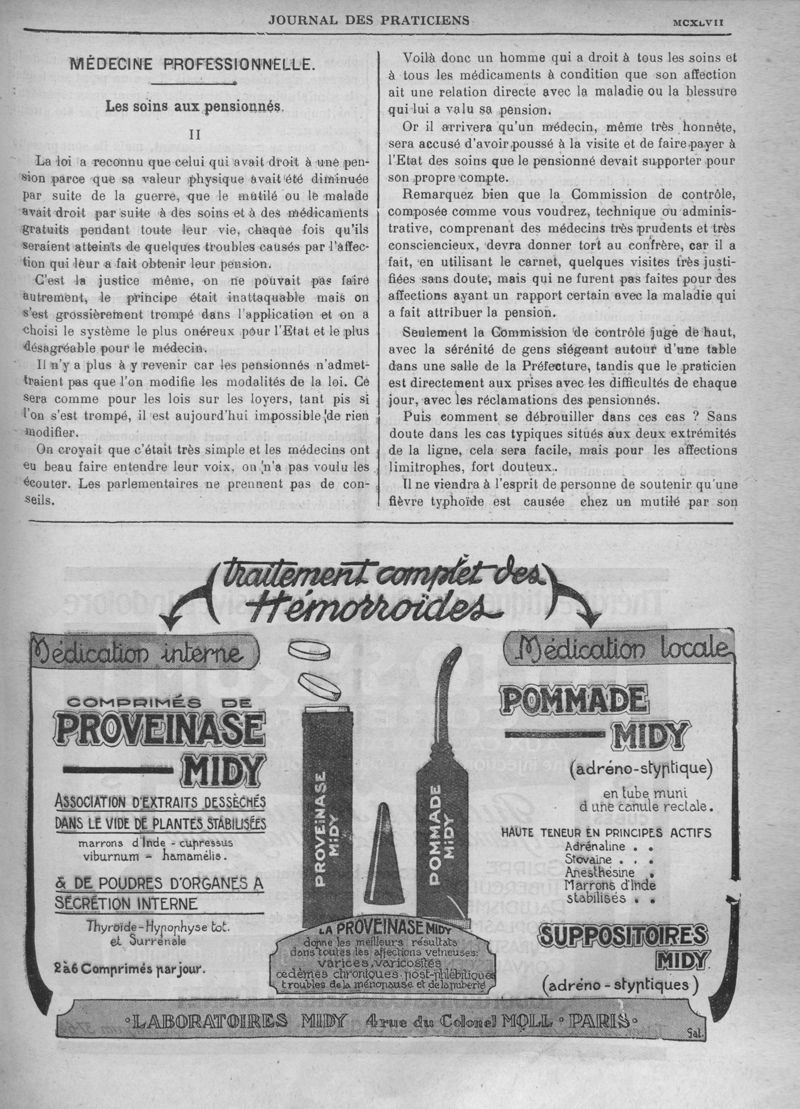 JOURNAL DES PRATICIENS
MCXLVII
MÉDECINE PROFESSIONNELLE.
Les soins aux pensionnés.
II
La loi a reconnu que celui qui avait droit à une pen-
sion parce que sa valeur physique avait été diminuée
par suite de la guerre, que le mutilé ou le malade
avait droit par suite à des soins et à des médicaments
gratuits pendant toute leur vie, chaque fois qu'ils
seraient atteints de quelques troubles causés par l'affec-
tion qui leur a fait obtenir leur pension.
C'est la justice même, on ne pouvait pas faire
autrement, le principe était inattaquable mais on
s'est grossièrement trompé dans l'application et on a
choisi le système le plus onéreux pour l'Etat et le plus
désagréable pour le médecin.
Il n'y a plus à y revenir car les pensionnés n'admet-
traient pas que l'on modifie les modalités de la loi. Ce
sera comme pour les lois sur les loyers, tant pis si
l'on s'est trompé, il est aujourd'hui impossible de rien
modifier.
On croyait que c'était très simple et les médecins ont
eu beau faire entendre leur voix, on n'a pas voulu les
écouter. Les parlementaires ne prennent pas de con-
seils.
Voilà donc un homme qui a droit à tous les soins et
à tous les médicaments à condition que son affection
ait une relation directe avec la maladie ou la blessure
qui lui a valu sa pension.
Or il arrivera qu'un médecin, même très honnête,
sera accusé d'avoir poussé à la visite et de faire payer à
l'Etat des soins que le pensionné devait supporter pour
son propre compte.
Remarquez bien que la Commission de contrôle,
composée comme vous voudrez, technique ou adminis-
trative, comprenant des médecins très prudents et très
consciencieux, devra donner tort au confrère, car il a
fait, en utilisant le carnet, quelques visites très justi-
fiées sans doute, mais qui ne furent pas faites pour des
affections ayant un rapport certain avec la maladie qui
a fait attribuer la pension.
Seulement la Commission de contrôle juge de haut,
avec la sérénité de gens siégeant autour d'une table
dans une salle de la Préfecture, tandis que le praticien
est directement aux prises avec les difficultés de chaque
jour, avec les réclamations des pensionnés.
Puis comment se débrouiller dans ces cas ? Sans
doute dans les cas typiques situés aux deux extrémités
de la ligne, cela sera facile, mais pour les affections
limitrophes, fort douteux.
Il ne viendra à l'esprit de personne de soutenir qu'une
fièvre typhoïde est causée chez un mutilé par son
traitement complet des
Hémorroïdes
Médication interne
COMPRIMÉS DE
PROVEINASE
MIDY
ASSOCIATION D'EXTRAITS DESSÉCHÉS
DANS LE VIDE DE PLANTES STABILISÉES
marrons d'Inde - cupressus
viburnum - hamamélis.
& DE POUDRES D'ORGANES A
SÉCRÉTION INTERNE
Thyroïde-Hypophyse tot.
et Surrénale
2 à 6 Comprimés par jour.
PROVEINASE MIDY
POMMADE MIDY
LA PROVEINASE MIDY
donne les meilleurs résultats
dans toutes les affections veineuses:
varices, varicosités
œdèmes chroniques post-phlébitiques
troubles de la ménopause et de la puberté
Médication locale
POMMADE
MIDY
(adréno-styptique)
en tube muni
d'une canule rectale.
HAUTE TENEUR EN PRINCIPES ACTIFS
Adrénaline . .
Stovaïne . . .
Anesthésine .
Marrons d'Inde
stabilisés . .
SUPPOSITOIRES
MIDY
(adréno-styptiques)
LABORATOIRES MIDY 4 rue du Colonel MOLL PARIS
Gal.